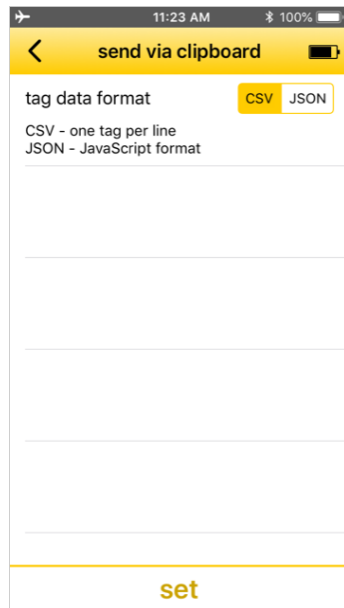 11:23 AM 100%
send via clipboard
tag data format CSV JSON
CSV - one tag per line
JSON - JavaScript format
set